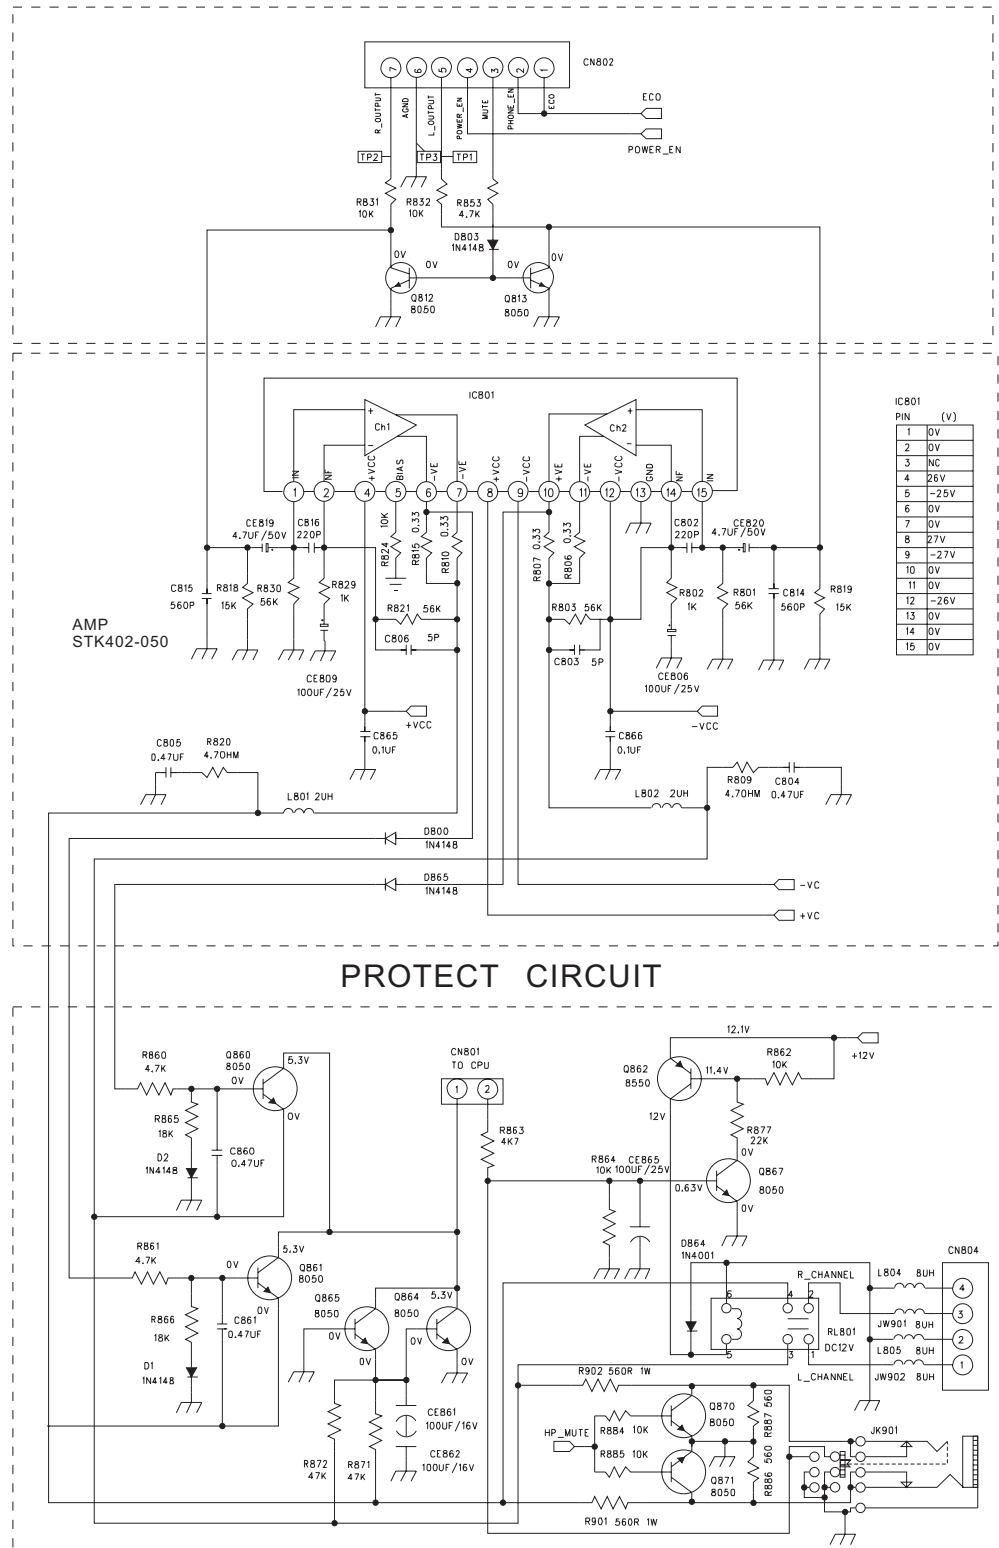 CN802
7 6 5 4 3 2 1
R_OUTPUT
AGND
L_OUTPUT
POWER_EN
MUTE
PHONE_EN
ECO
ECO
POWER_EN
TP2
TP3
TP1
R831
10K
R832
10K
R853
4.7K
D803
1N4148
0V
0V
0V
0V
Q812
8050
Q813
8050
IC801
Ch1
+
-
Ch2
+
-
IN
NF
+VCC
BIAS
-VE
-VE
+VCC
-VCC
+VE
-VE
-VCC
GND
NF
IN
1 2 4 5 6 7 8 9 10 11 12 13 14 15
IC801
PIN (V)
1 0V
2 0V
3 NC
4 26V
5 -25V
6 0V
7 0V
8 27V
9 -27V
10 0V
11 0V
12 -26V
13 0V
14 0V
15 0V
CE819
4.7UF/50V
C816
220P
R824 10K
R815 0.33
R810 0.33
R807 0.33
R806 0.33
C802
220P
CE820
4.7UF/50V
C815
560P
R818
15K
R830
56K
R829
1K
R821 56K
C806 5P
R803 56K
C803 5P
R802
1K
R801
56K
C814
560P
R819
15K
AMP
STK402-050
CE809
100UF/25V
CE806
100UF/25V
+VCC
-VCC
C865
0.1UF
C866
0.1UF
C805
0.47UF
R820
4.7OHM
R809
4.7OHM
C804
0.47UF
L801 2UH
L802 2UH
D800
1N4148
D865
1N4148
-VC
+VC
PROTECT CIRCUIT
R860
4.7K
Q860
8050
0V
5.3V
0V
R865
18K
D2
1N4148
C860
0.47UF
CN801
TO CPU
1 2
R863
4K7
12.1V
+12V
Q862
8550
11.4V
R862
10K
12V
R877
22K
0V
R864
10K
CE865
100UF/25V
0.63V
Q867
8050
0V
R861
4.7K
0V
5.3V
Q861
8050
0V
R866
18K
D1
1N4148
C861
0.47UF
Q865
8050
0V
0V
Q864
8050
5.3V
0V
0V
D864
1N4001
R_CHANNEL
6 4 2
5 3 1
RL801
DC12V
L_CHANNEL
CN804
L804 8UH
4
3
JW901 8UH
2
L805 8UH
1
JW902 8UH
R872
47K
R871
47K
CE861
100UF/16V
CE862
100UF/16V
R902 560R 1W
HP_MUTE
R884 10K
R885 10K
Q870
8050
Q871
8050
R887 560
R886 560
JK901
R901 560R 1W